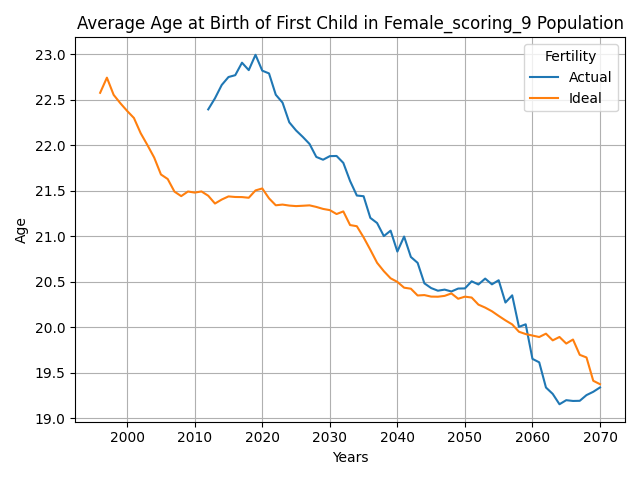 Average Age at Birth of First Child in Female_scoring_9 Population
Fertility
Actual
Ideal
23.0
22.5
22.0
21.5
21.0
20.5
20.0
19.5
19.0
Age
2000 2010 2020 2030 2040 2050 2060 2070
Years